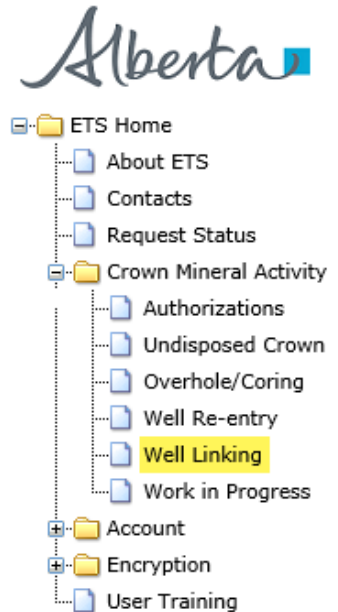 Alberta
ETS Home
About ETS
Contacts
Request Status
Crown Mineral Activity
Authorizations
Undisposed Crown
Overhole/Coring
Well Re-entry
Well Linking
Work in Progress
Account
Encryption
User Training